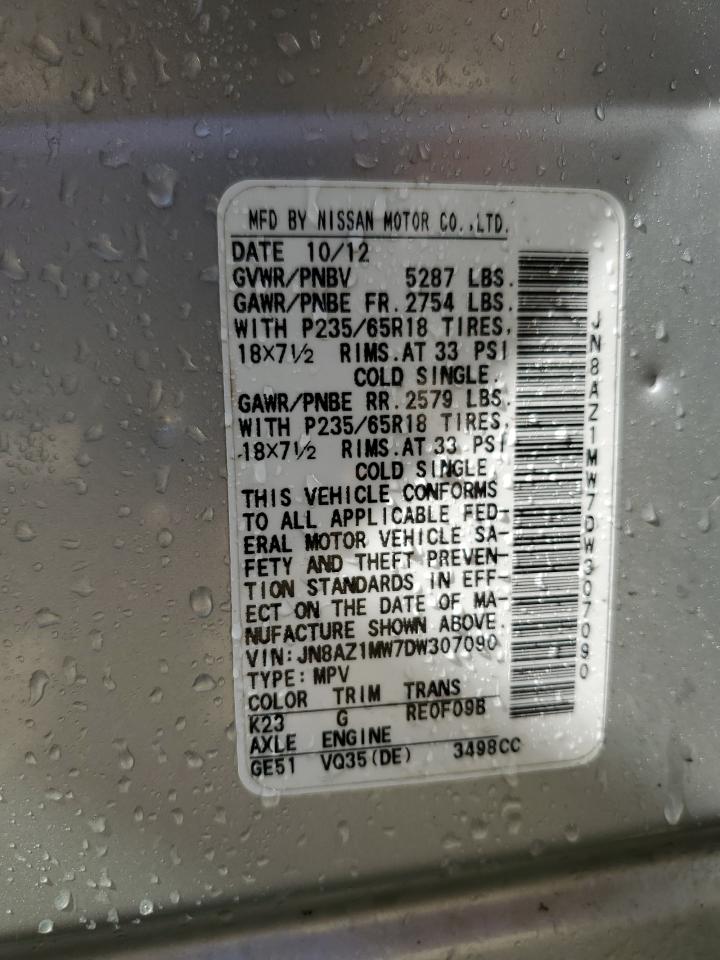 MFD BY NISSAN MOTOR CO.,LTD.
DATE 10/12
GVWR/PNBV 5287 LBS.
GAWR/PNBE FR. 2754 LBS.
WITH P235/65R18 TIRES,
18×7½ RIMS.AT 33 PSI
COLD SINGLE.
GAWR/PNBE RR. 2579 LBS.
WITH P235/65R18 TIRES,
18×7½ RIMS.AT 33 PSI
COLD SINGLE.
THIS VEHICLE CONFORMS
TO ALL APPLICABLE FED-
ERAL MOTOR VEHICLE SA-
FETY AND THEFT PREVEN-
TION STANDARDS IN EFF-
ECT ON THE DATE OF MA-
NUFACTURE SHOWN ABOVE.
VIN:JN8AZ1MW7DW307090
TYPE:MPV
COLOR TRIM TRANS
K23 G RE0F09B
AXLE ENGINE
GE51 VQ35(DE) 3498CC
JN8AZ1MW7DW307090